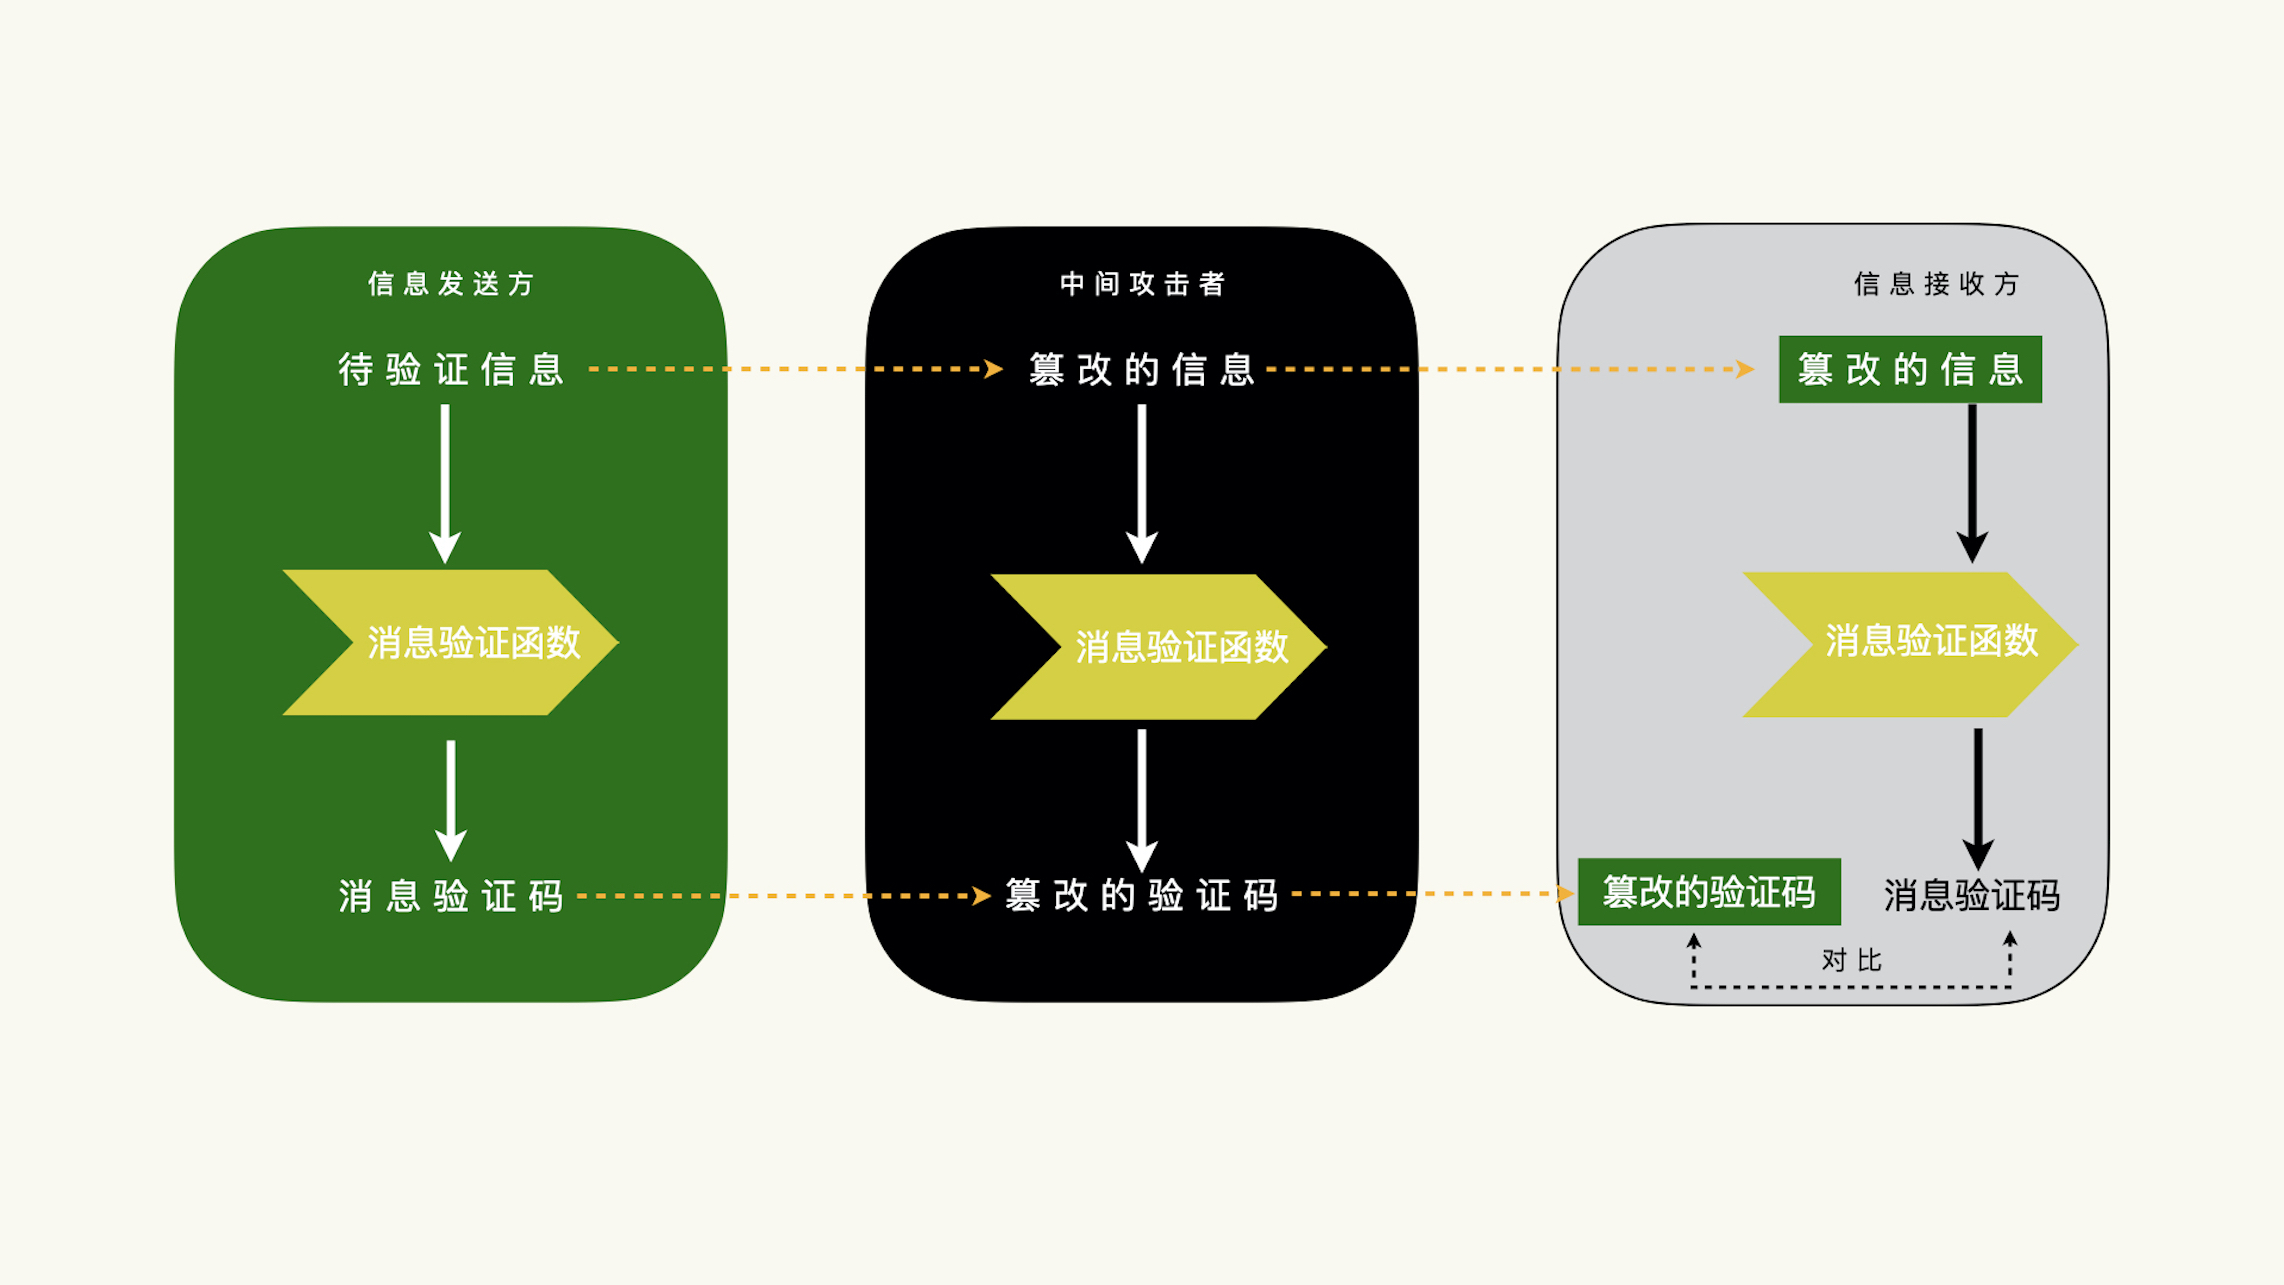 信息发送方
待验证信息
消息验证函数
消息验证码
中间攻击者
篡改的信息
消息验证函数
篡改的验证码
信息接收方
篡改的信息
消息验证函数
篡改的验证码
消息验证码
对比